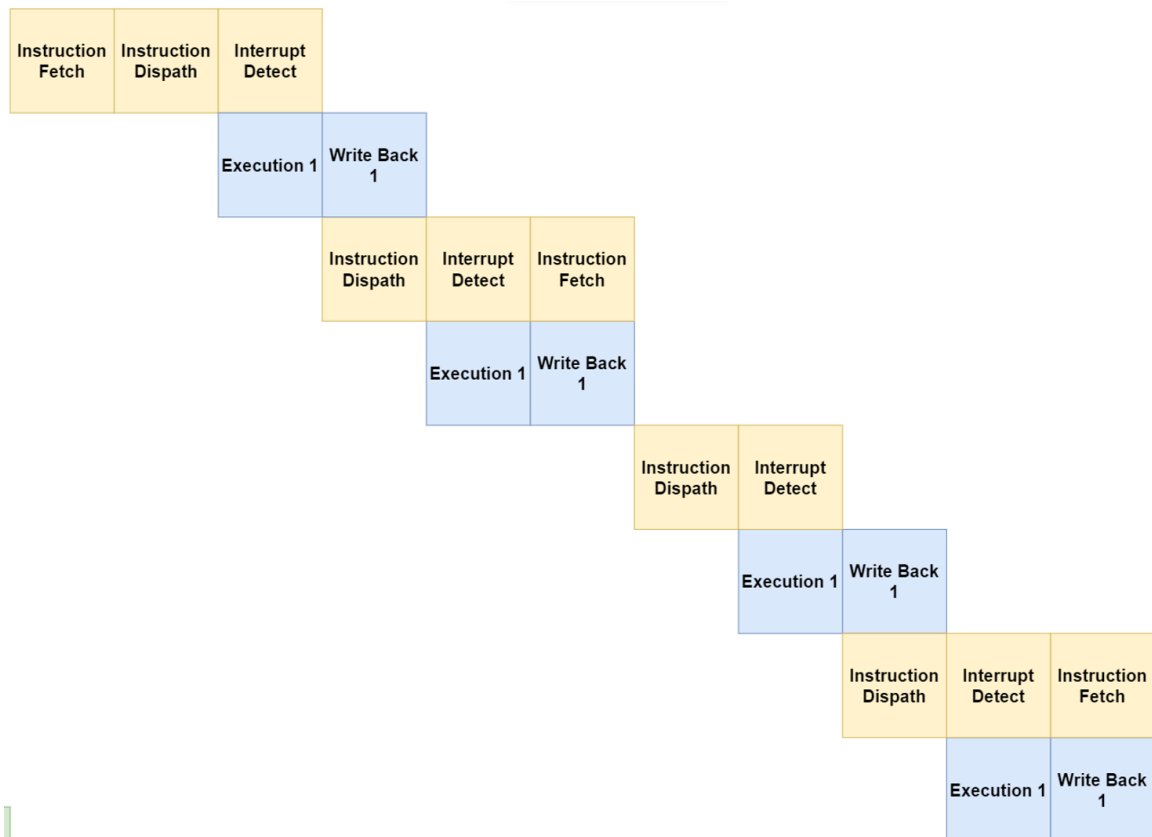 Instruction
Fetch
Instruction
Dispath
Interrupt
Detect
Execution 1
Write Back
1
Instruction
Dispath
Interrupt
Detect
Instruction
Fetch
Execution 1
Write Back
1
Instruction
Dispath
Interrupt
Detect
Execution 1
Write Back
1
Instruction
Dispath
Interrupt
Detect
Instruction
Fetch
Execution 1
Write Back
1